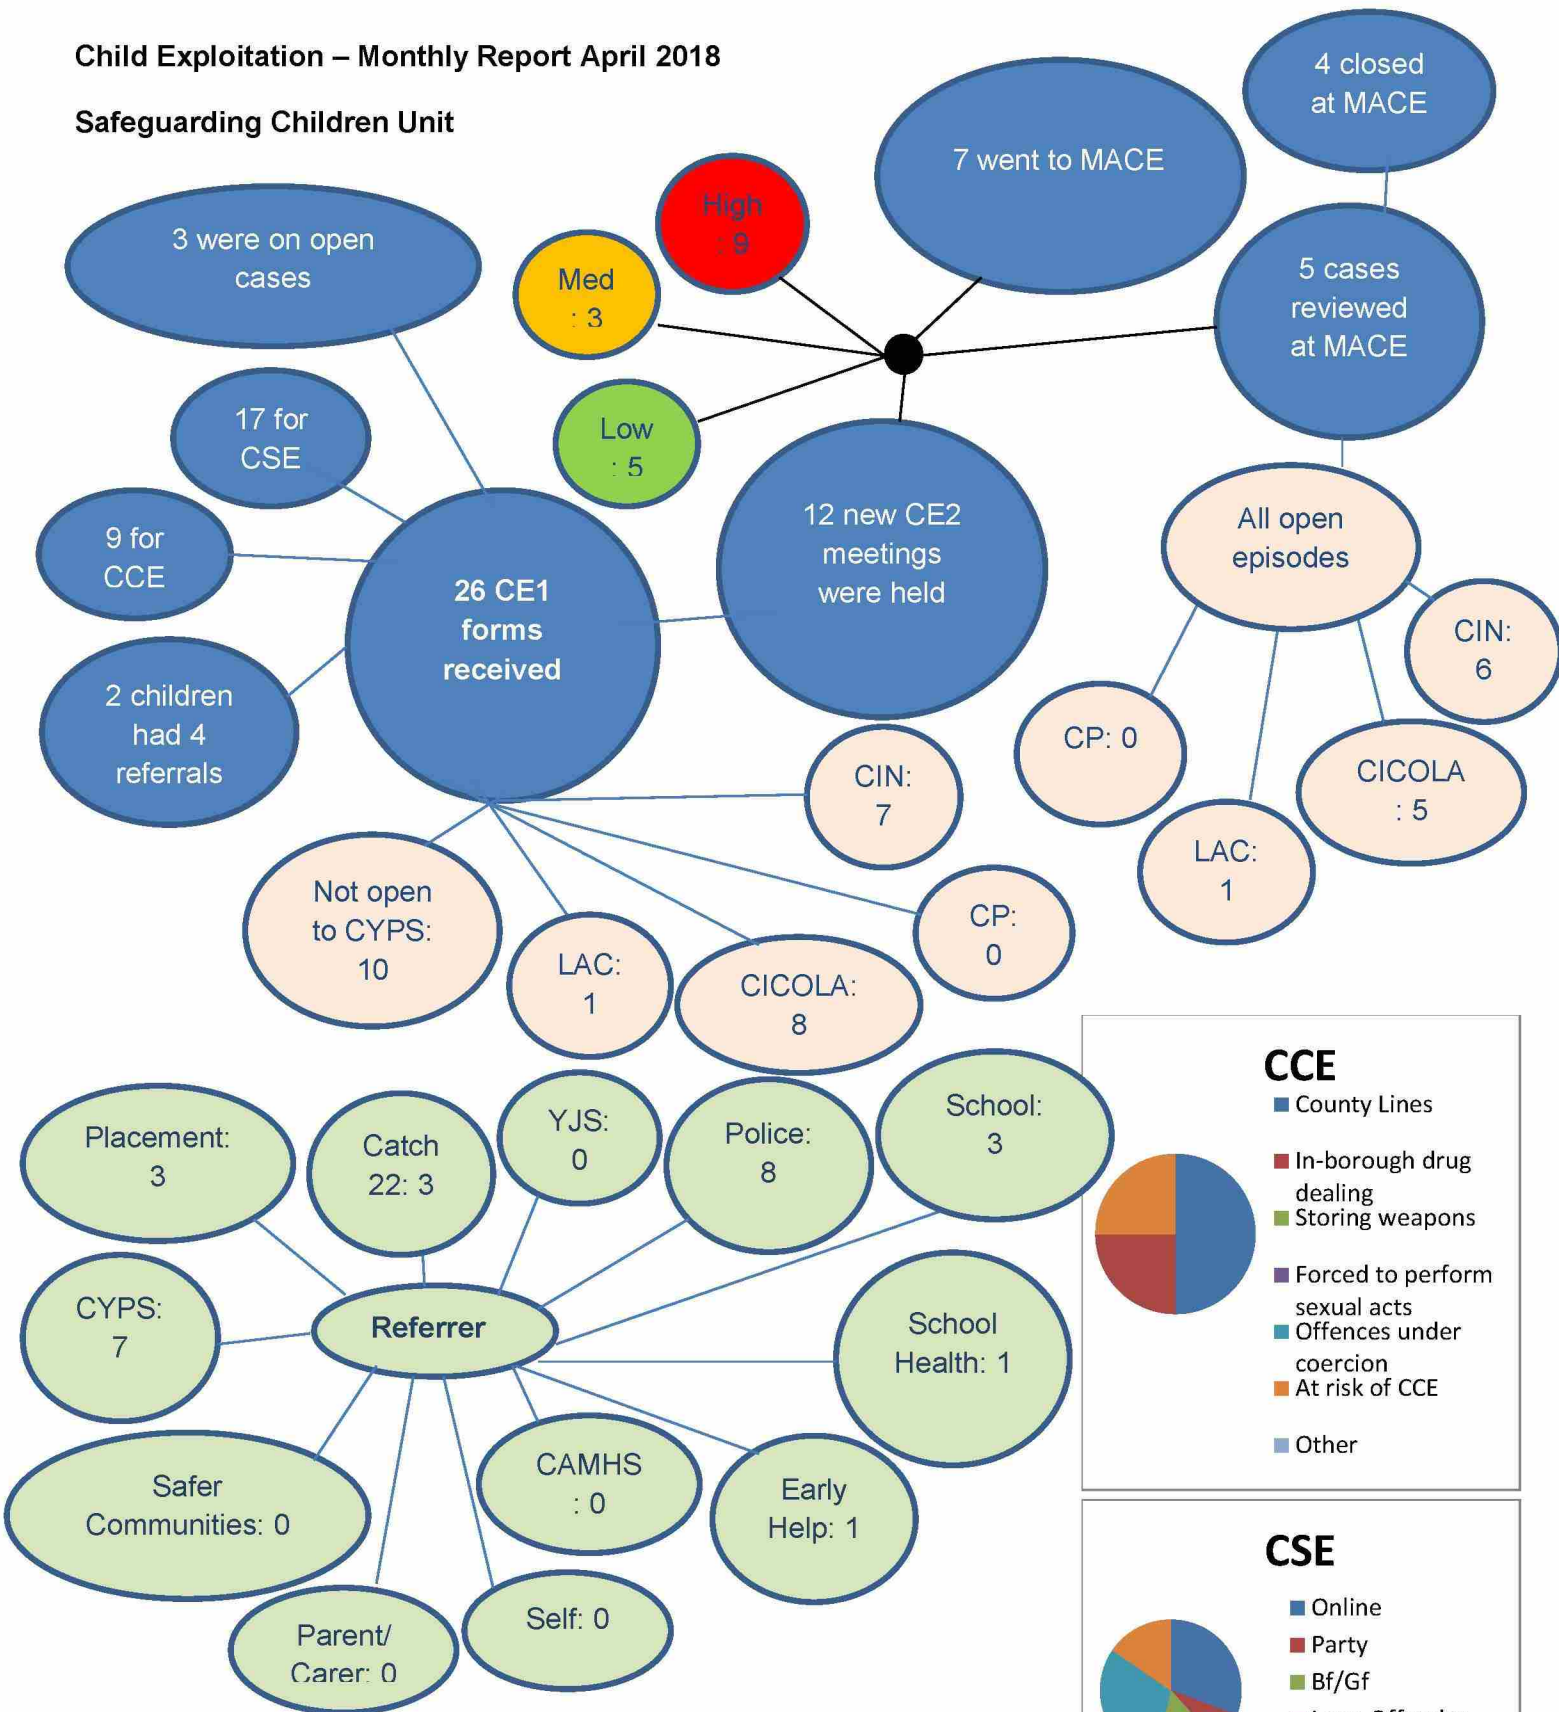 Child Exploitation – Monthly Report April 2018
Safeguarding Children Unit
4 closed
at MACE
7 went to MACE
High
: 9
3 were on open
cases
Med
: 3
5 cases
reviewed
at MACE
17 for
CSE
Low
: 5
12 new CE2
meetings
were held
All open
episodes
9 for
CCE
26 CE1
forms
received
CIN:
6
2 children
had 4
referrals
CP: 0
CICOLA
: 5
LAC:
1
CIN:
7
Not open
to CYPS:
10
LAC:
1
CICOLA:
8
CP:
0
Placement:
3
Catch
22: 3
YJS:
0
Police:
8
School:
3
CYPS:
7
Referrer
School
Health: 1
Safer
Communities: 0
CAMHS
: 0
Early
Help: 1
Parent/
Carer: 0
Self: 0
CCE
County Lines
In-borough drug
dealing
Storing weapons
Forced to perform
sexual acts
Offences under
coercion
At risk of CCE
Other
CSE
Online
Party
Bf/Gf